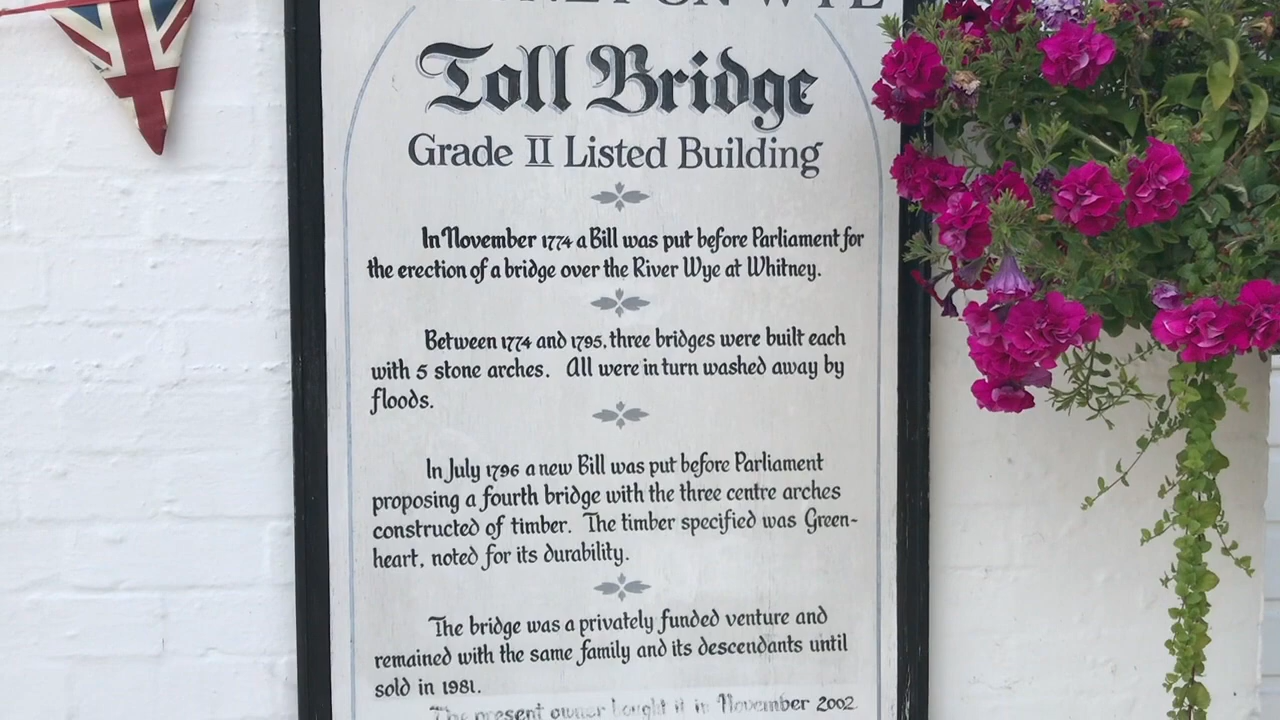 Toll Bridge
Grade II Listed Building
In November 1774 a Bill was put before Parliament for
the erection of a bridge over the River Wye at Whitney.
Between 1774 and 1795, three bridges were built each
with 5 stone arches. All were in turn washed away by
floods.
In July 1796 a new Bill was put before Parliament
proposing a fourth bridge with the three centre arches
constructed of timber. The timber specified was Green-
heart, noted for its durability.
The bridge was a privately funded venture and
remained with the same family and its descendants until
sold in 1981.
The present owner bought it in November 2002